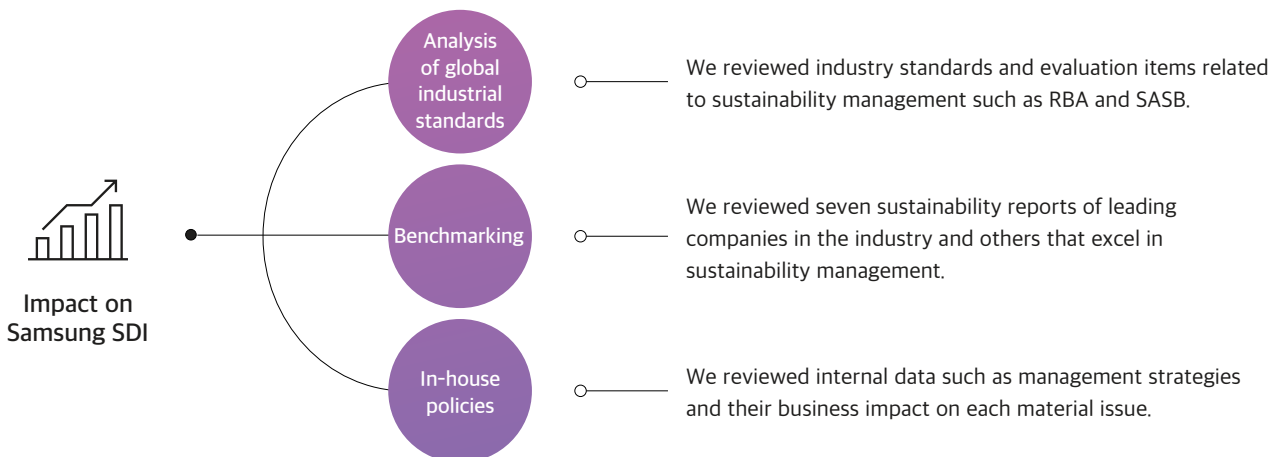 Impact on
Samsung SDI
Analysis
of global
industrial
standards
We reviewed industry standards and evaluation items related
to sustainability management such as RBA and SASB.
Benchmarking
We reviewed seven sustainability reports of leading
companies in the industry and others that excel in
sustainability management.
In-house
policies
We reviewed internal data such as management strategies
and their business impact on each material issue.